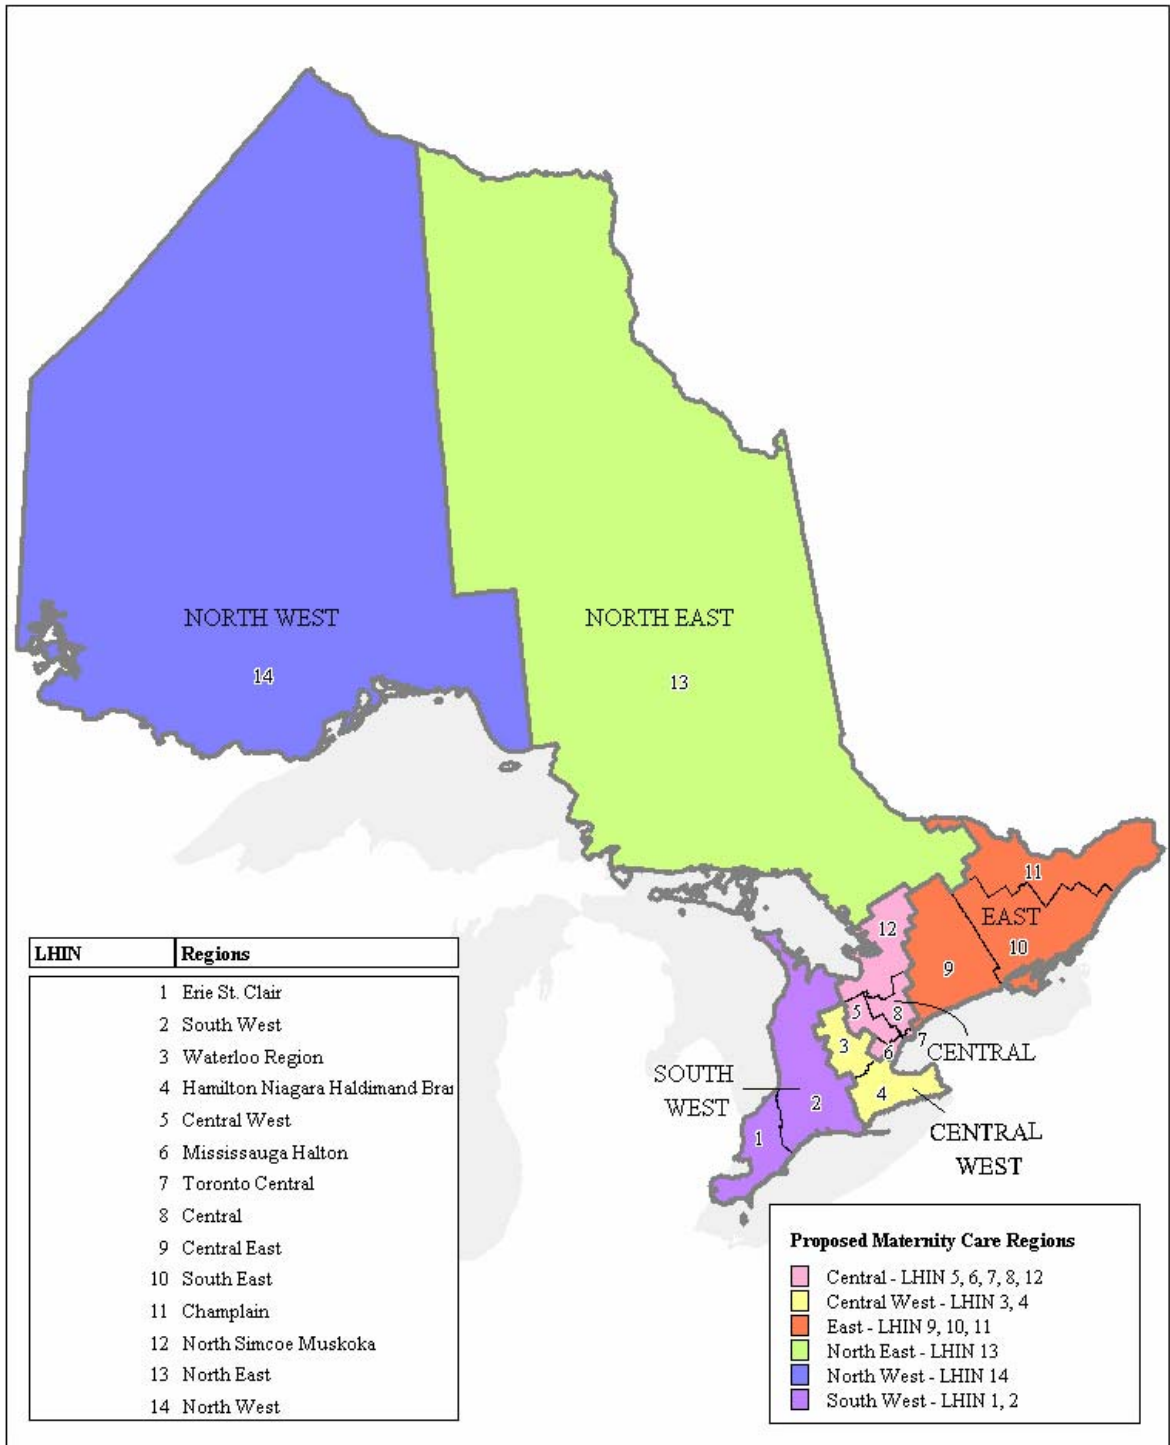 NORTH WEST
NORTH EAST
14
13
11
EAST
12
10
9
5
8
7
3
6
CENTRAL
SOUTH
WEST
2
4
1
CENTRAL
WEST
LHIN Regions
1 Erie St. Clair
2 South West
3 Waterloo Region
4 Hamilton Niagara Haldimand Bran
5 Central West
6 Mississauga Halton
7 Toronto Central
8 Central
9 Central East
10 South East
11 Champlain
12 North Simcoe Muskoka
13 North East
14 North West
Proposed Maternity Care Regions
Central - LHIN 5, 6, 7, 8, 12
Central West - LHIN 3, 4
East - LHIN 9, 10, 11
North East - LHIN 13
North West - LHIN 14
South West - LHIN 1, 2